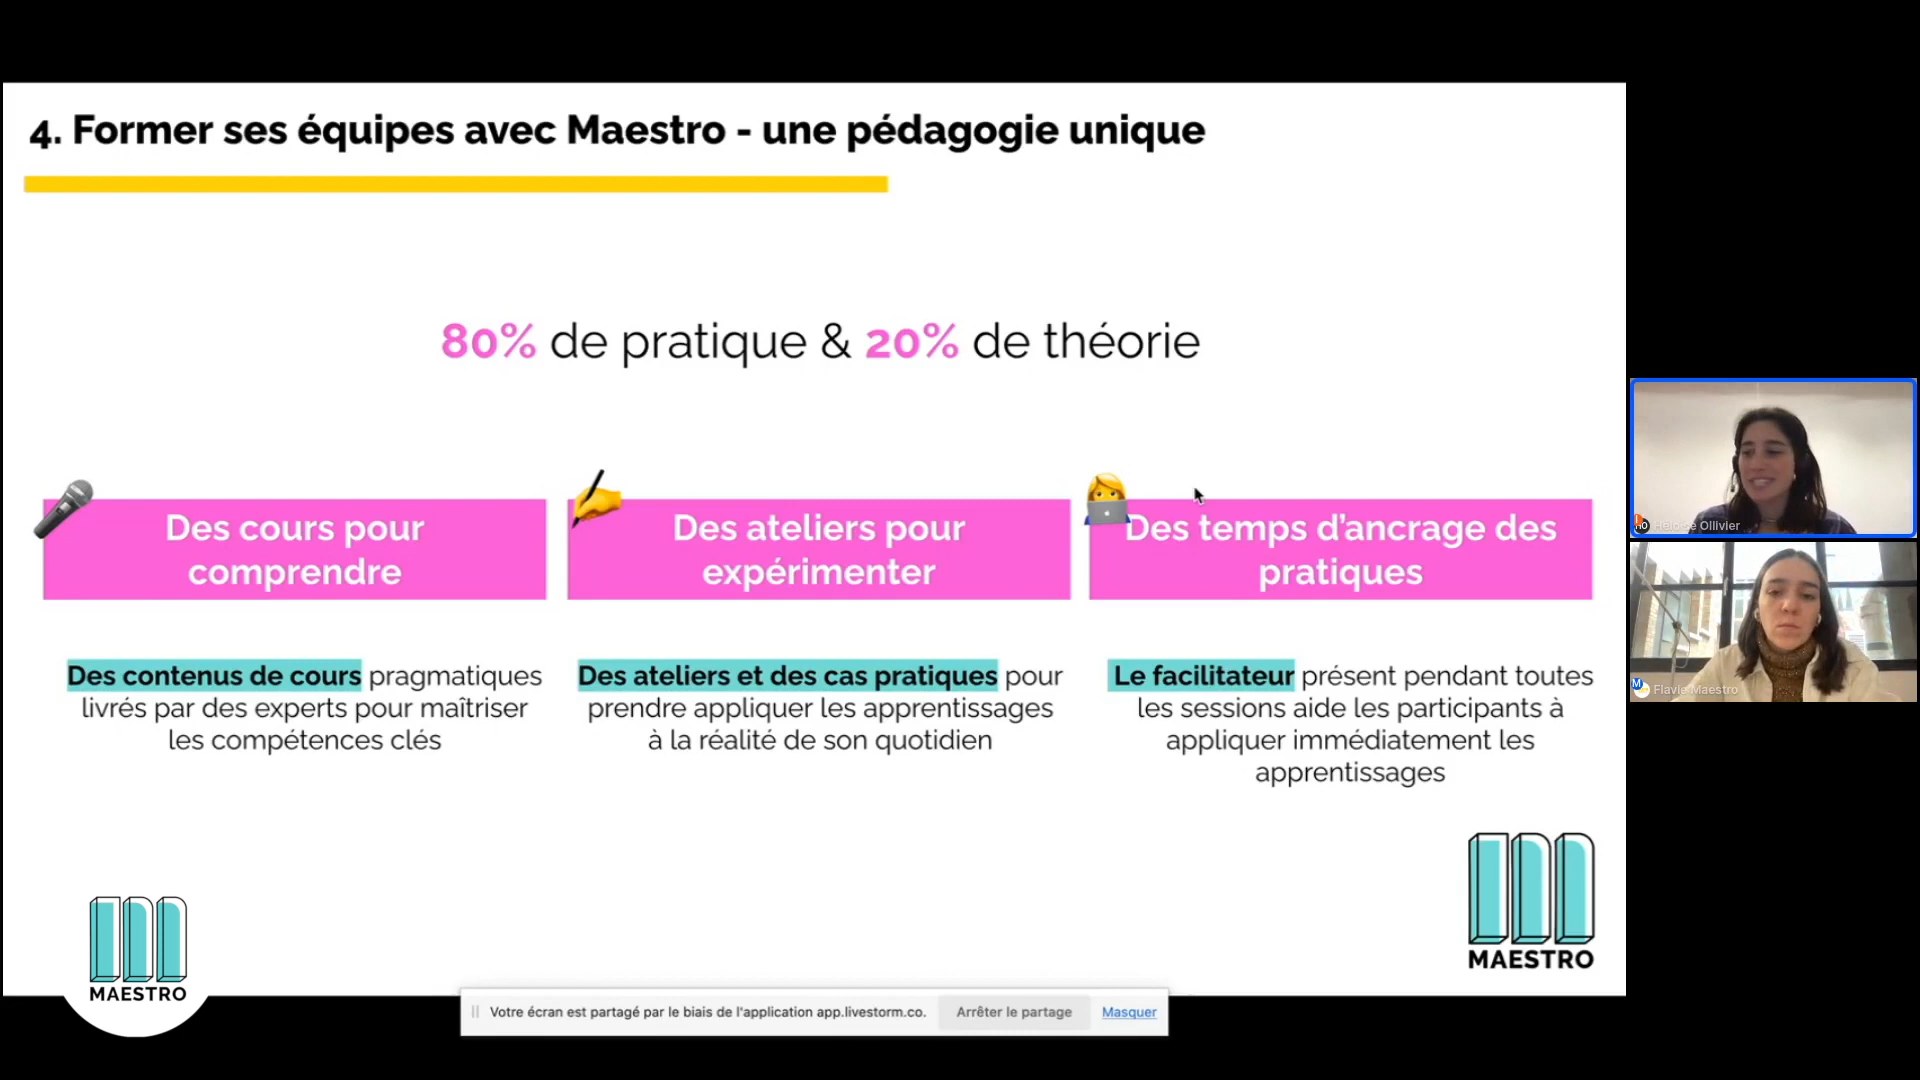 4. Former ses équipes avec Maestro - une pédagogie unique
80% de pratique & 20% de théorie
Des cours pour
comprendre
Des ateliers pour
expérimenter
Des temps d'ancrage des
pratiques
Des contenus de cours pragmatiques
livrés par des experts pour maîtriser
les compétences clés
Des ateliers et des cas pratiques pour
prendre appliquer les apprentissages
à la réalité de son quotidien
Le facilitateur présent pendant toutes
les sessions aide les participants à
appliquer immédiatement les
apprentissages
MAESTRO
MAESTRO
Votre écran est partagé par le biais de l'application app.livestorm.co.
Arrêter le partage
Masquer
HO Héloïse Ollivier
M Flavie Maestro